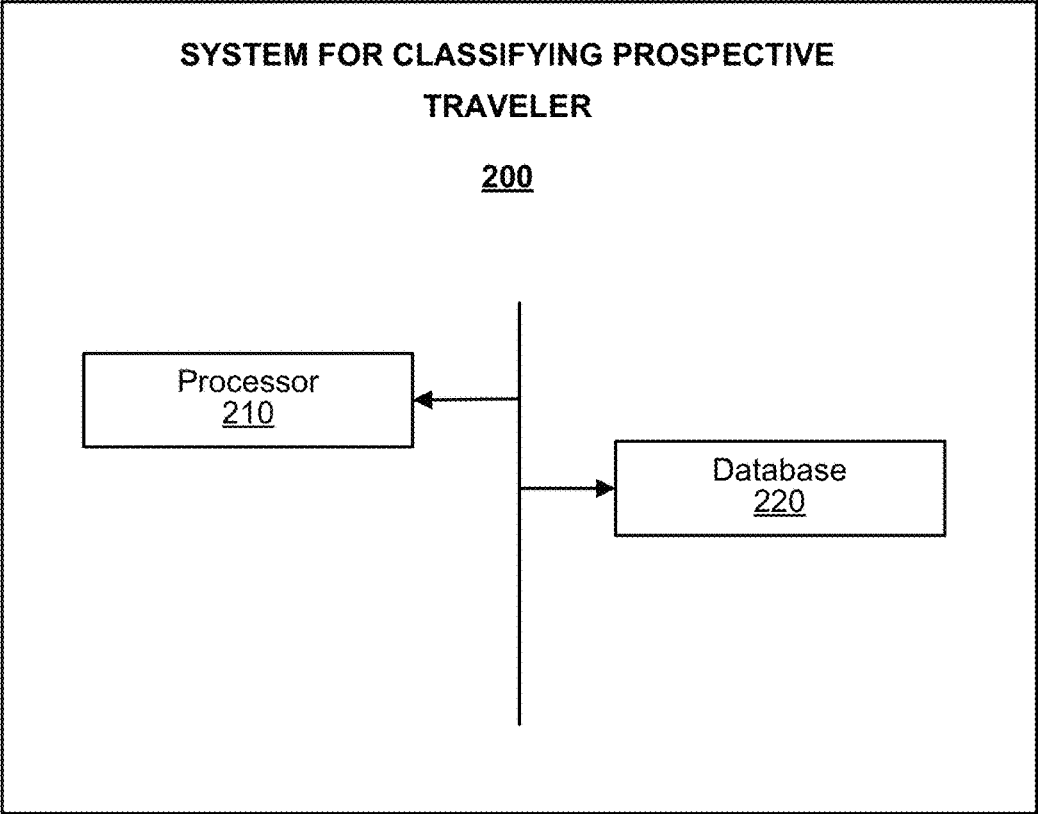 SYSTEM FOR CLASSIFYING PROSPECTIVE
TRAVELER
200
Processor
210
Database
220